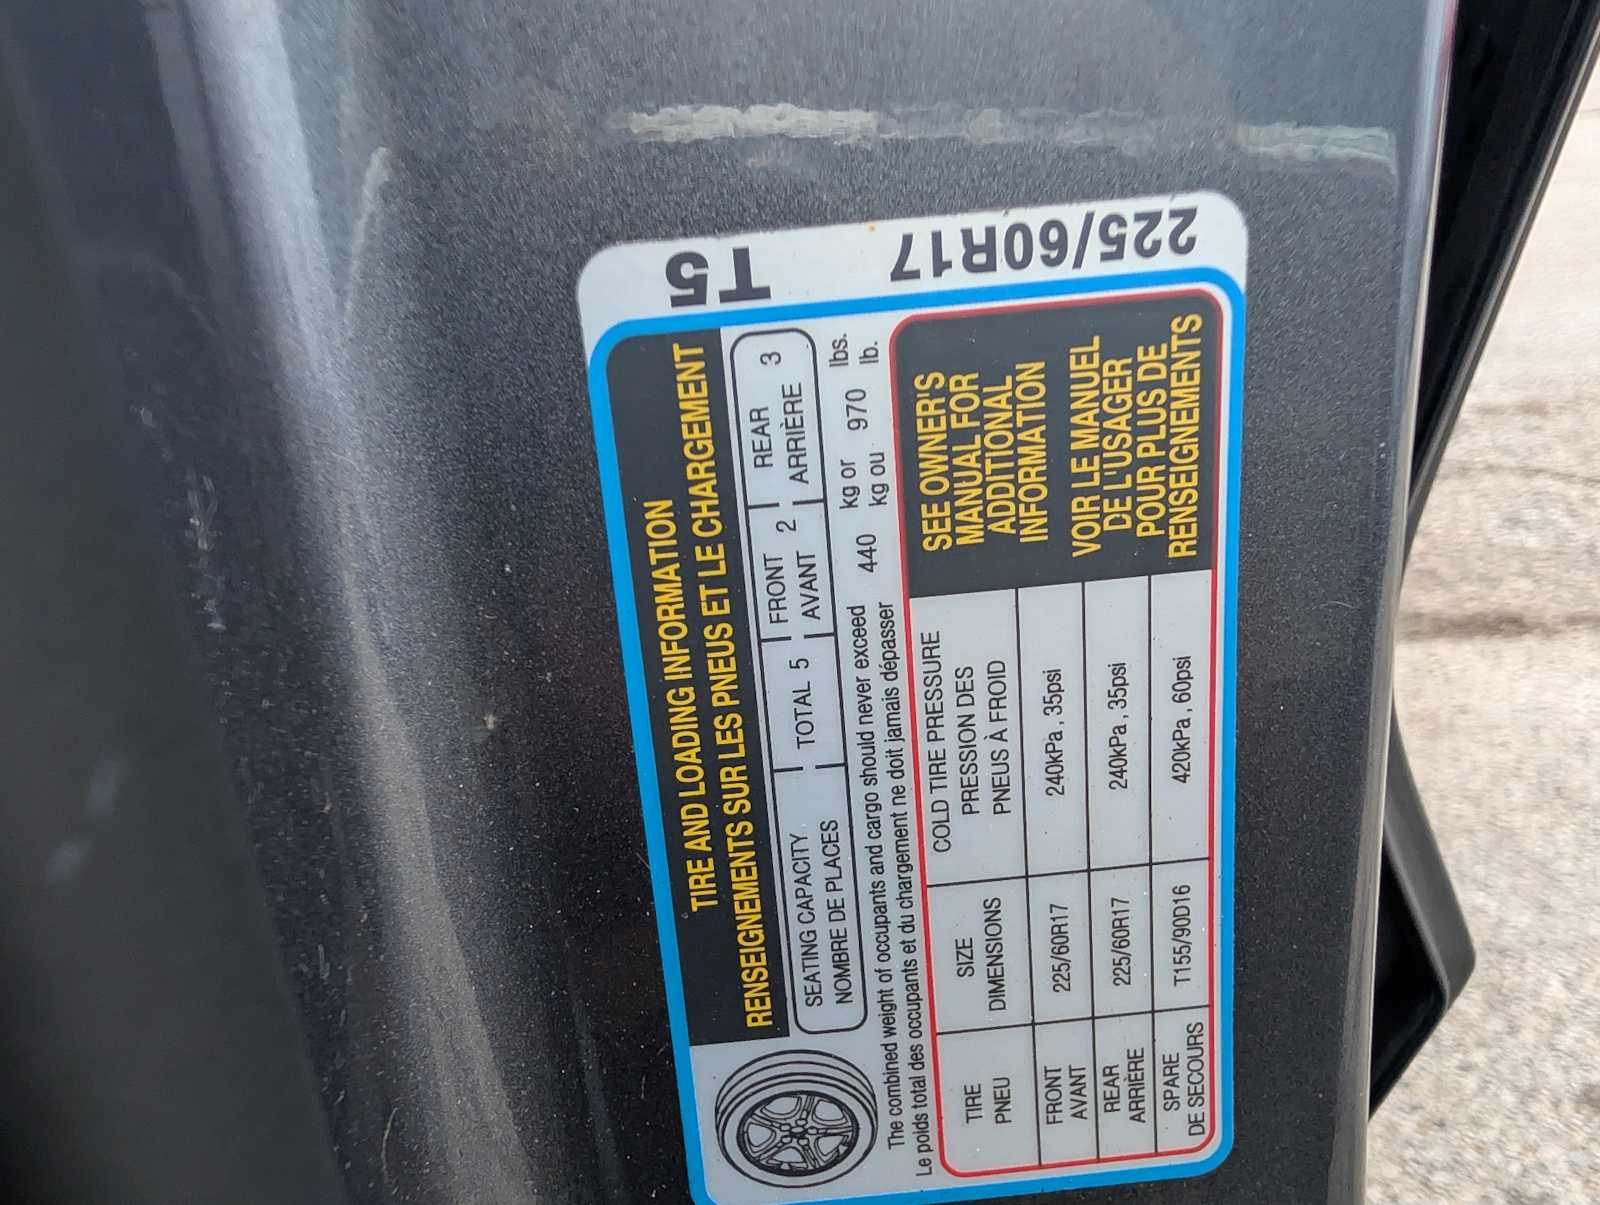 T5 225/60R17
TIRE AND LOADING INFORMATION
RENSEIGNEMENTS SUR LES PNEUS ET LE CHARGEMENT
SEATING CAPACITY
NOMBRE DE PLACES
TOTAL 5
FRONT
AVANT
2
REAR
ARRIÈRE
3
The combined weight of occupants and cargo should never exceed 440 kg or 970 lbs.
Le poids total des occupants et du chargement ne doit jamais dépasser kg ou lb.
TIRE
PNEU
SIZE
DIMENSIONS
COLD TIRE PRESSURE
PRESSION DES
PNEUS À FROID
FRONT
AVANT
225/60R17
240kPa , 35psi
REAR
ARRIÈRE
225/60R17
240kPa , 35psi
SPARE
DE SECOURS
T155/90D16
420kPa , 60psi
SEE OWNER'S
MANUAL FOR
ADDITIONAL
INFORMATION
VOIR LE MANUEL
DE L'USAGER
POUR PLUS DE
RENSEIGNEMENTS